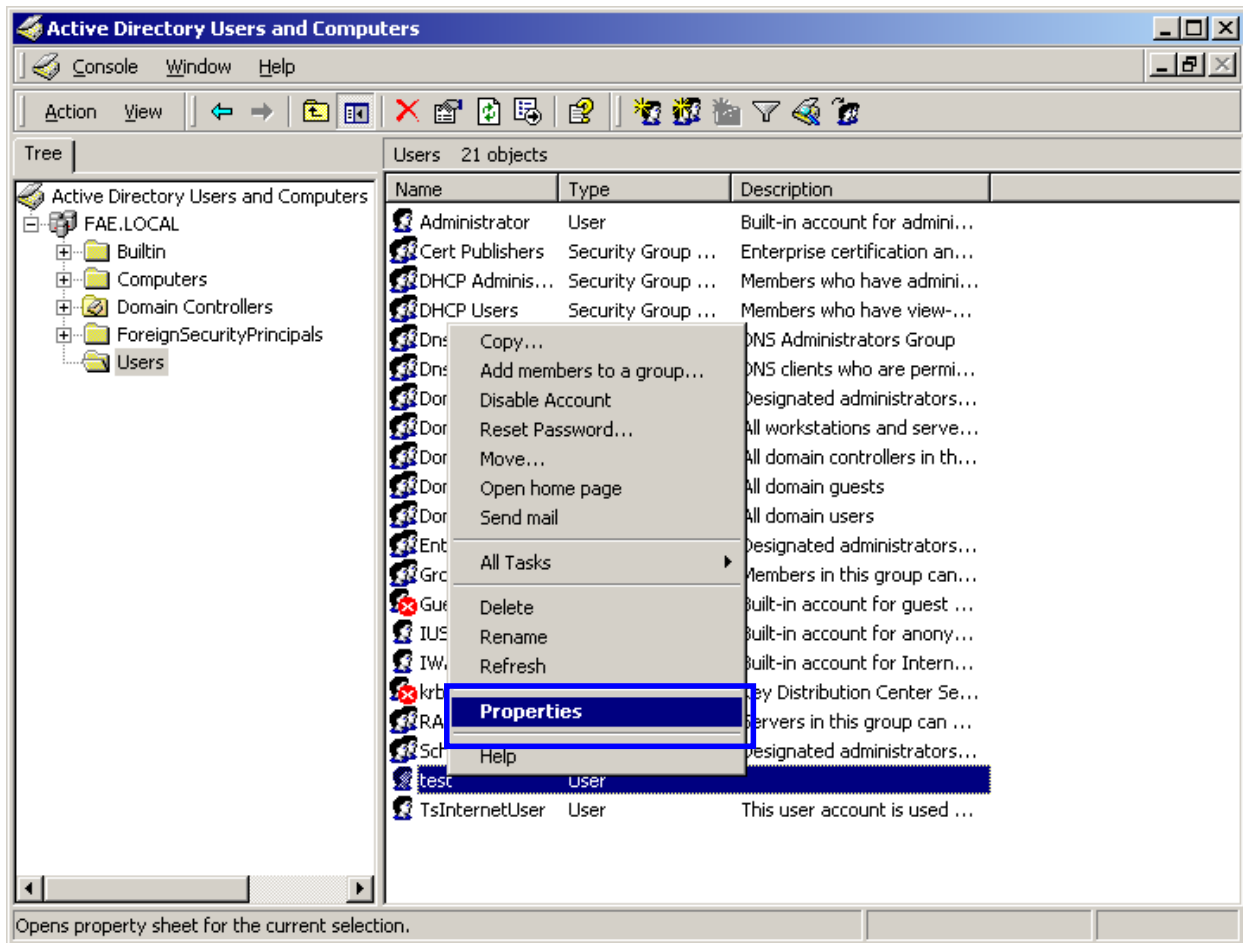 Active Directory Users and Computers
Console Window Help
Action View
Tree
Users 21 objects
Active Directory Users and Computers
FAE.LOCAL
Builtin
Computers
Domain Controllers
ForeignSecurityPrincipals
Users
Name Type Description
Administrator User Built-in account for admini...
Cert Publishers Security Group ... Enterprise certification an...
DHCP Adminis... Security Group ... Members who have admini...
DHCP Users Security Group ... Members who have view-...
DNS Administrators Group
DNS clients who are permi...
Designated administrators...
All workstations and serve...
All domain controllers in th...
All domain guests
All domain users
Designated administrators...
Members in this group can...
Built-in account for guest ...
Built-in account for anony...
Built-in account for Intern...
Key Distribution Center Se...
Servers in this group can ...
Designated administrators...
test User
TsInternetUser User This user account is used ...
Copy...
Add members to a group...
Disable Account
Reset Password...
Move...
Open home page
Send mail
All Tasks
Delete
Rename
Refresh
Properties
Help
Opens property sheet for the current selection.